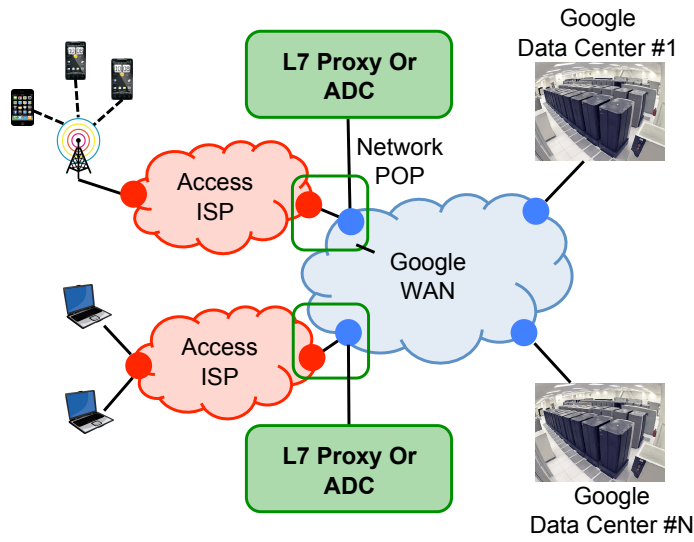 Google
Data Center #1
L7 Proxy Or
ADC
Network
POP
Access
ISP
Google
WAN
Access
ISP
L7 Proxy Or
ADC
Google
Data Center #N